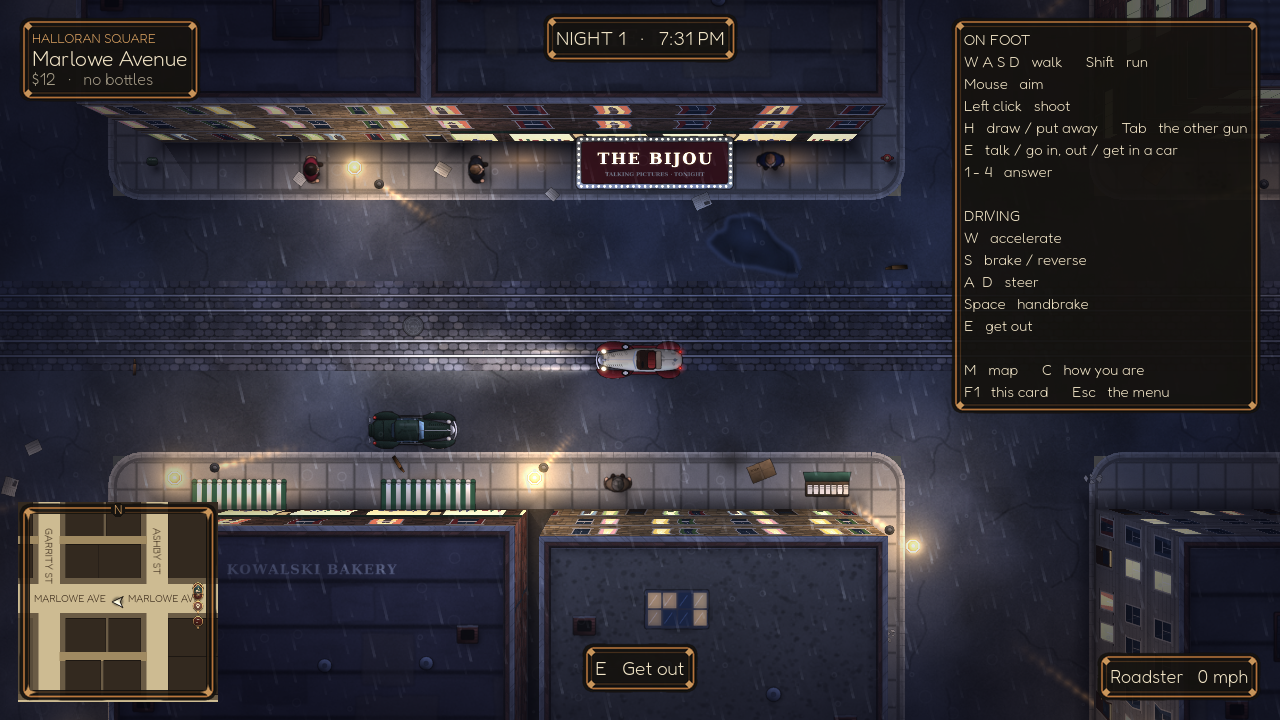 HALLORAN SQUARE
Marlowe Avenue
$12 · no bottles
NIGHT 1 · 7:31 PM
ON FOOT
W A S D walk Shift run
Mouse aim
Left click shoot
H draw / put away Tab the other gun
E talk / go in, out / get in a car
1 - 4 answer
DRIVING
W accelerate
S brake / reverse
A D steer
Space handbrake
E get out
M map C how you are
F1 this card Esc the menu
THE BIJOU
TALKING PICTURES · TONIGHT
N
GARRITY ST
ASHBY ST
MARLOWE AVE
MARLOWE AV
KOWALSKI BAKERY
E Get out
Roadster 0 mph